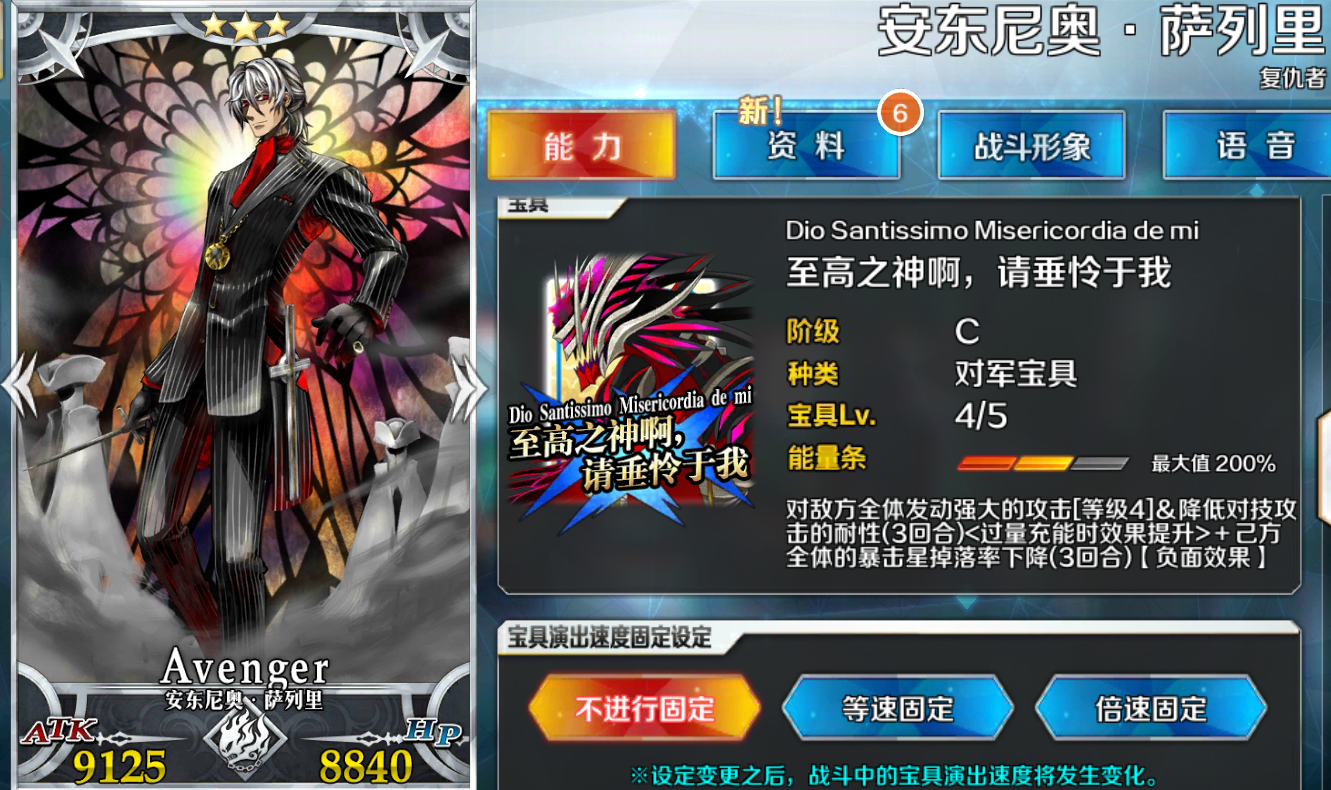 安东尼奥·萨列里
复仇者
能力
新!
资料
6
战斗形象
语音
宝具
Dio Santissimo Misericordia de mi
至高之神啊，请垂怜于我
阶级 C
种类 对军宝具
宝具Lv. 4/5
能量条 最大值 200%
对敌方全体发动强大的攻击[等级4]&降低对技攻
击的耐性(3回合)<过量充能时效果提升>+己方
全体的暴击星掉落率下降(3回合)【负面效果】
Dio Santissimo Misericordia de mi
至高之神啊，
请垂怜于我
宝具演出速度固定设定
不进行固定
等速固定
倍速固定
※设定变更之后，战斗中的宝具演出速度将发生变化。
Avenger
安东尼奥·萨列里
ATK
9125
HP
8840